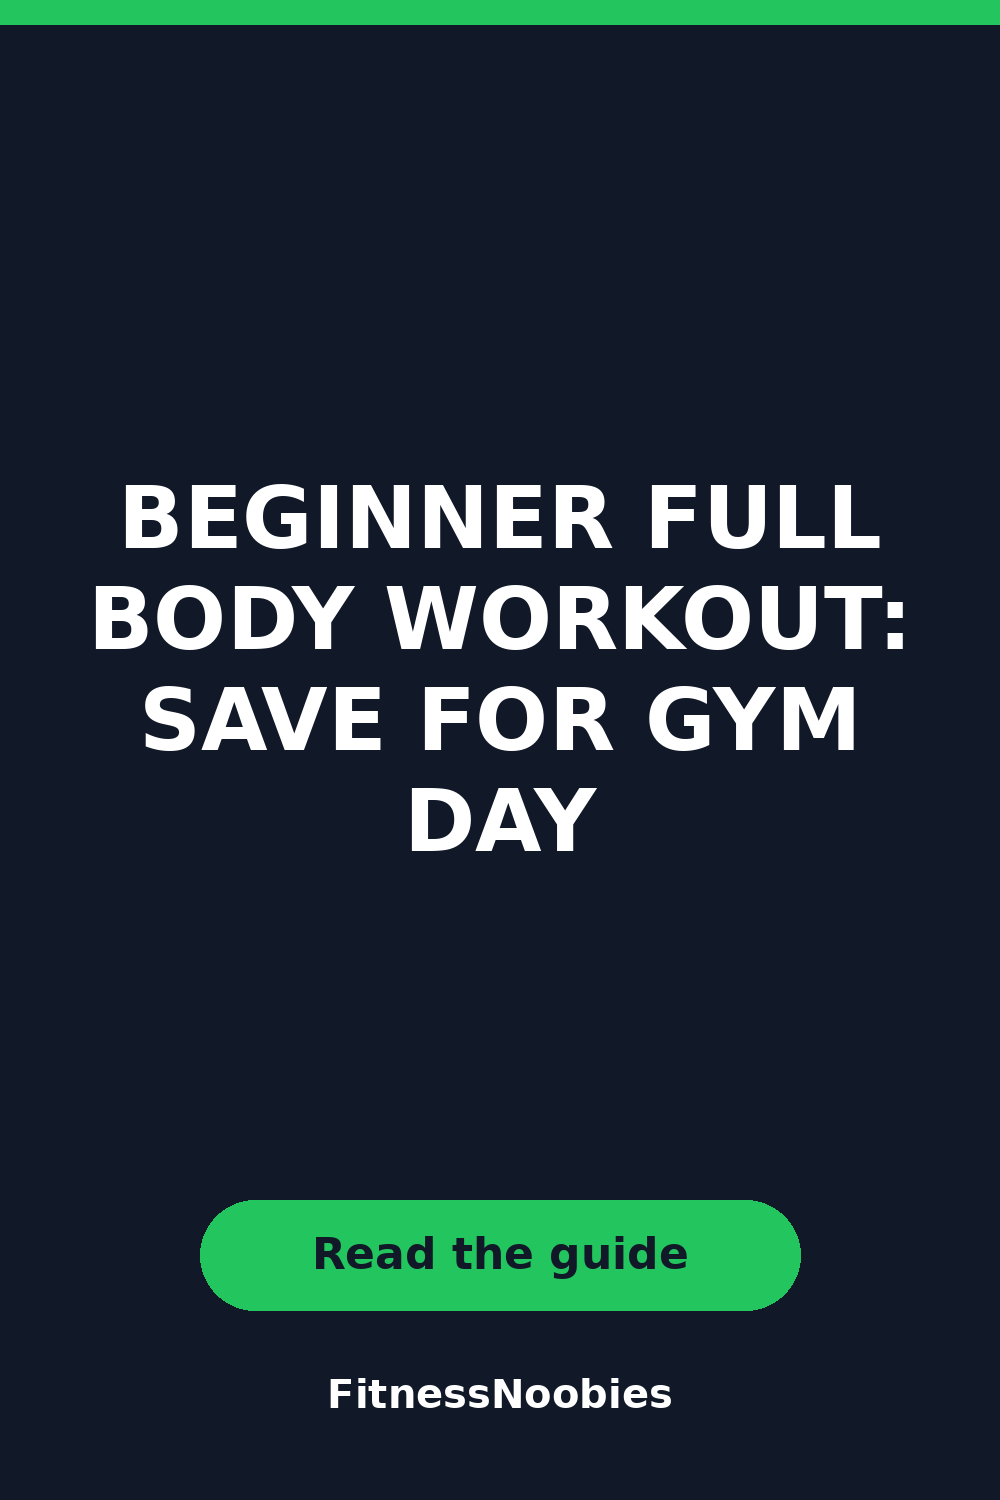 BEGINNER FULL
BODY WORKOUT:
SAVE FOR GYM
DAY
Read the guide
FitnessNoobies